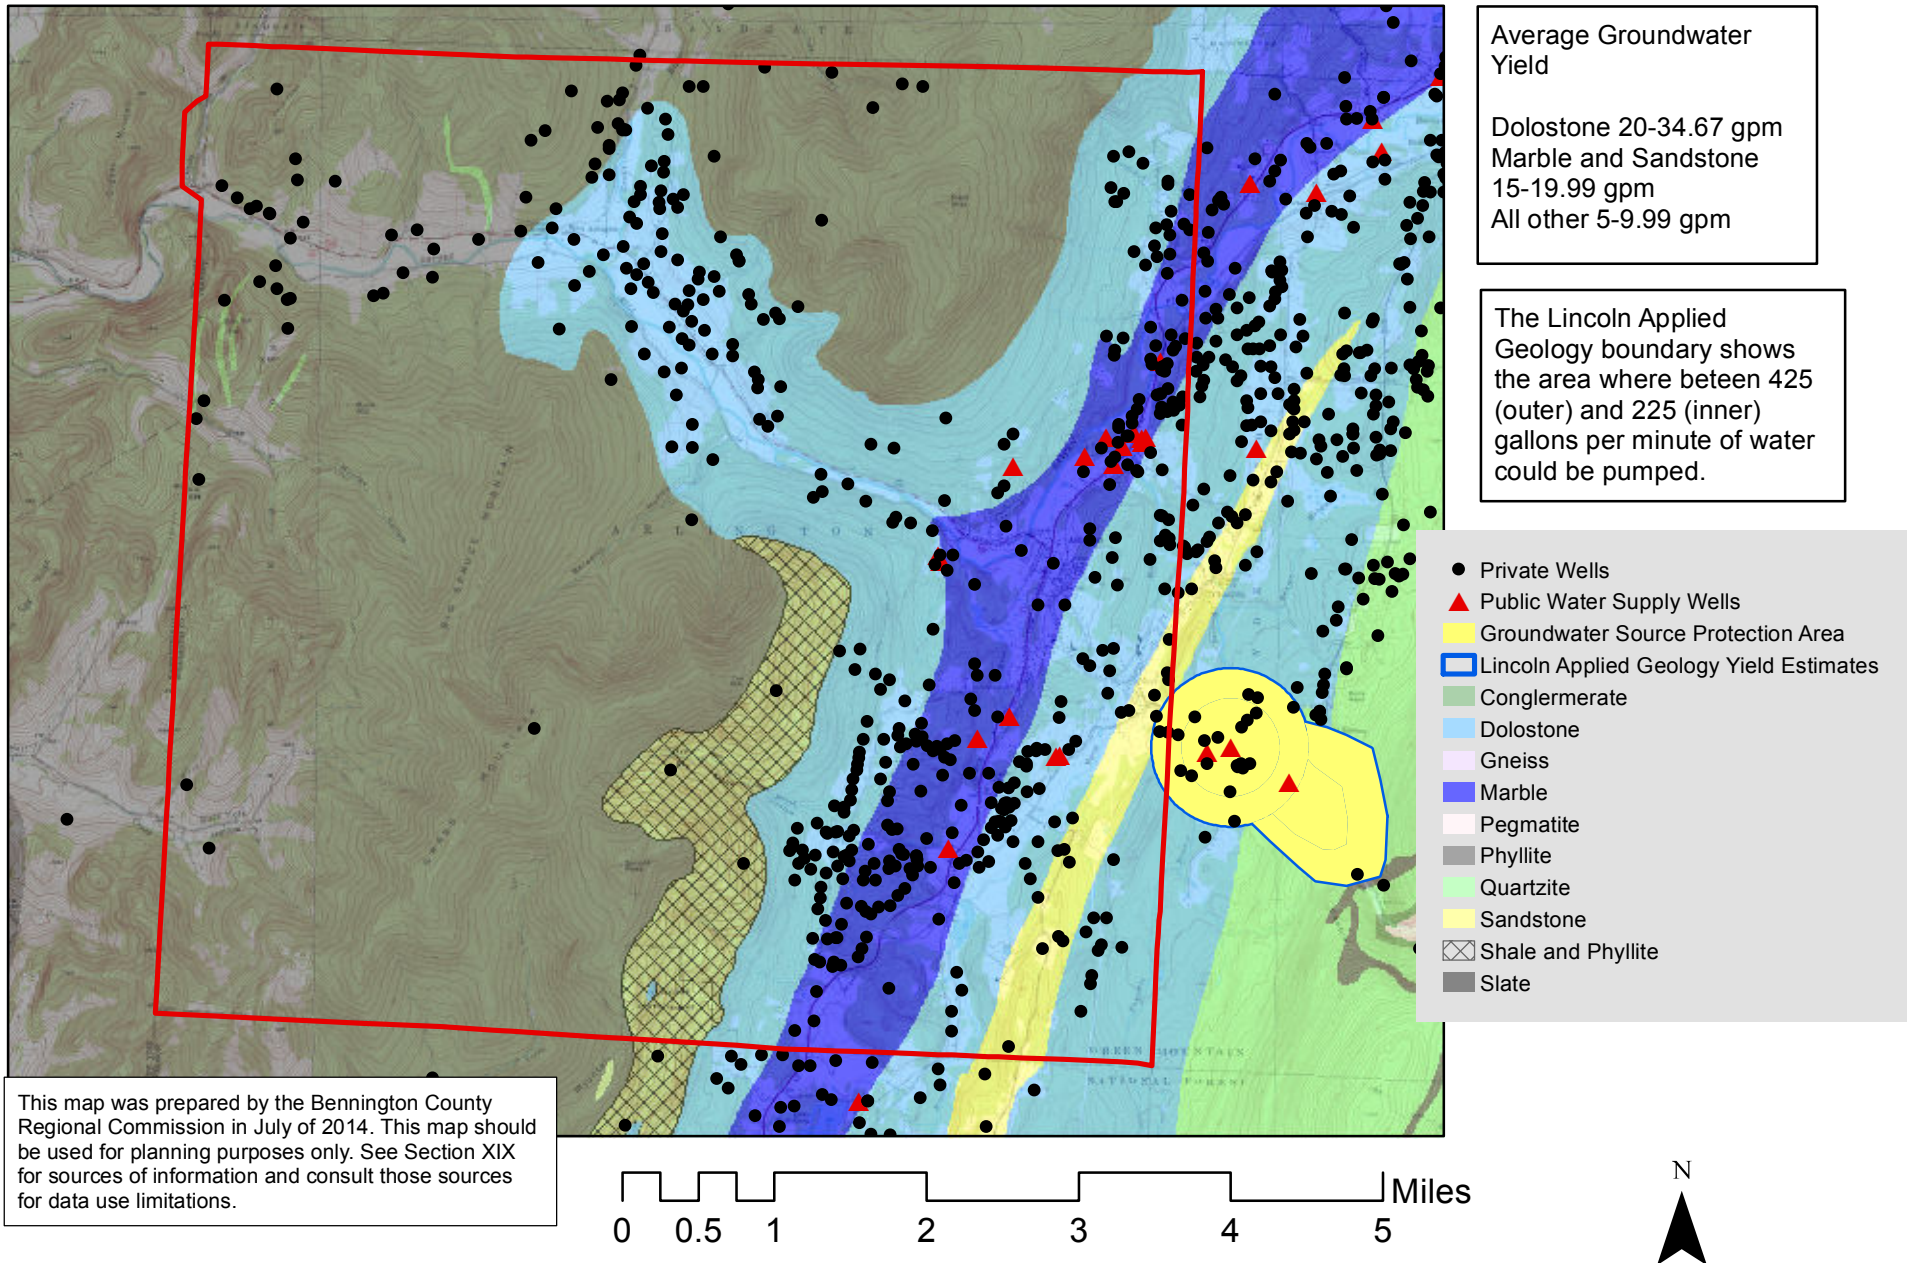 SANDGATE
Average Groundwater
Yield
Dolostone 20-34.67 gpm
Marble and Sandstone
15-19.99 gpm
All other 5-9.99 gpm
The Lincoln Applied
Geology boundary shows
the area where beteen 425
(outer) and 225 (inner)
gallons per minute of water
could be pumped.
ARLINGTON
Private Wells
Public Water Supply Wells
Groundwater Source Protection Area
Lincoln Applied Geology Yield Estimates
Conglermerate
Dolostone
Gneiss
Marble
Pegmatite
Phyllite
Quartzite
Sandstone
Shale and Phyllite
Slate
GREEN MOUNTAIN
NATIONAL FOREST
This map was prepared by the Bennington County
Regional Commission in July of 2014. This map should
be used for planning purposes only. See Section XIX
for sources of information and consult those sources
for data use limitations.
Miles
0 0.5 1 2 3 4 5
N